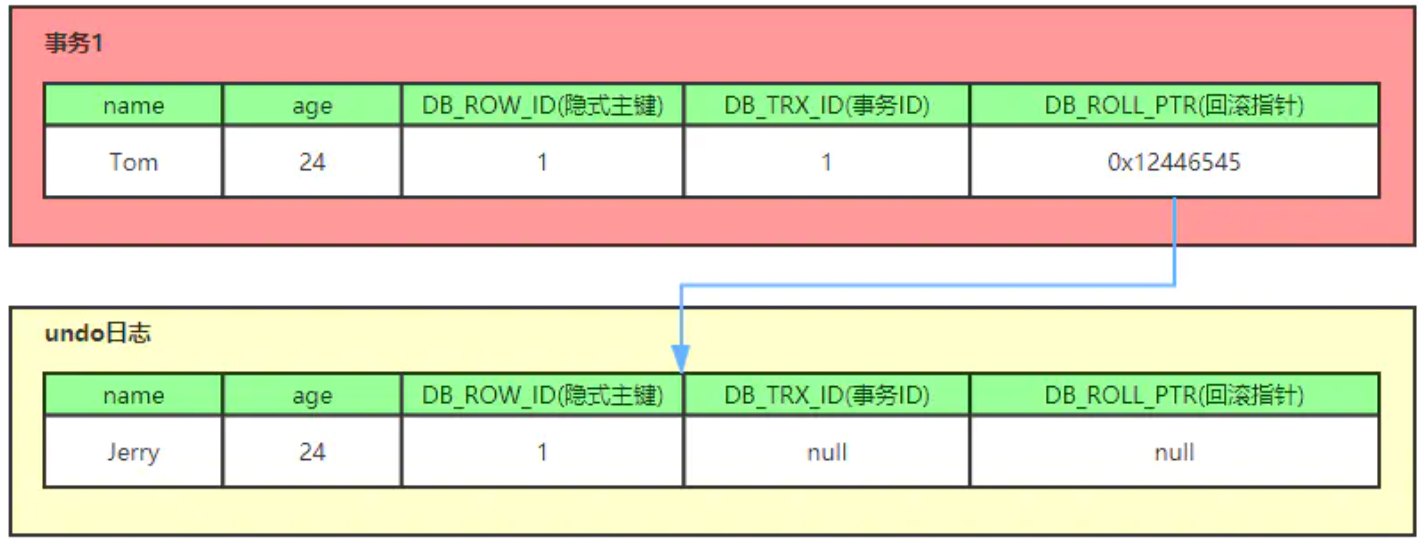 事务1
name age DB_ROW_ID(隐式主键) DB_TRX_ID(事务ID) DB_ROLL_PTR(回滚指针)
Tom 24 1 1 0x12446545
undo日志
name age DB_ROW_ID(隐式主键) DB_TRX_ID(事务ID) DB_ROLL_PTR(回滚指针)
Jerry 24 1 null null